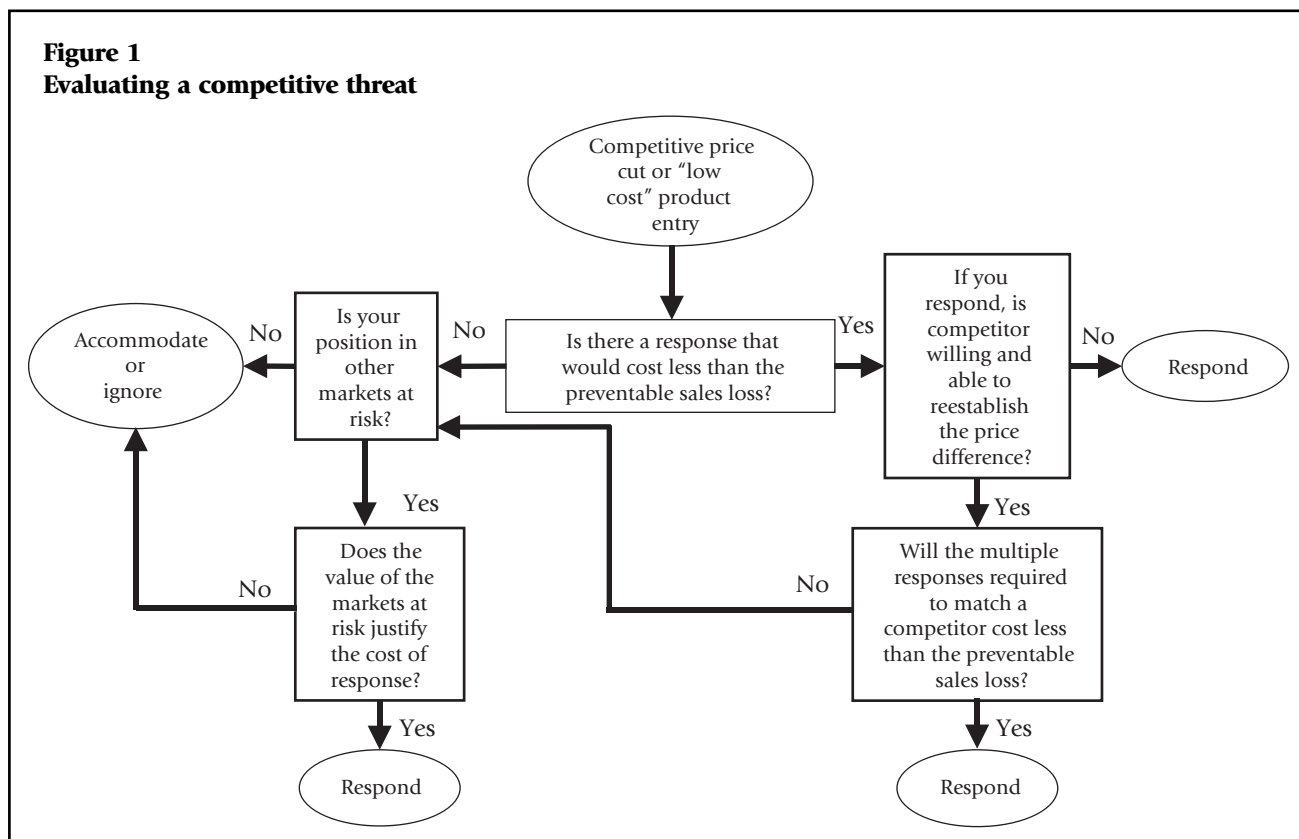 Figure 1
Evaluating a competitive threat
Competitive price
cut or "low
cost" product
entry
Is there a response that
would cost less than the
preventable sales loss?
No
Yes
Is your
position in
other
markets at
risk?
No
Accommodate
or
ignore
Yes
Does the
value of the
markets at
risk justify
the cost of
response?
No
Yes
Respond
If you
respond, is
competitor
willing and
able to
reestablish
the price
difference?
No
Respond
Yes
Will the multiple
responses required
to match a
competitor cost less
than the preventable
sales loss?
No
Yes
Respond